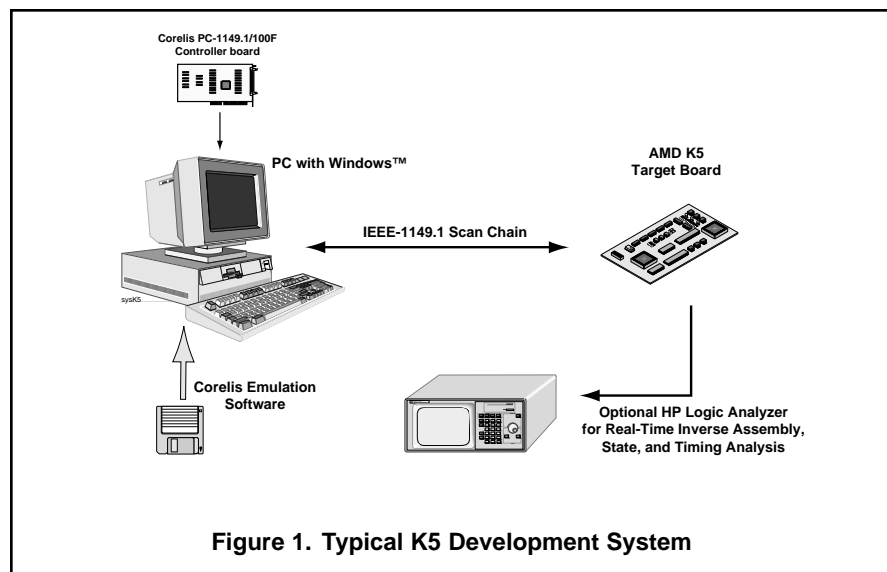 Corelis PC-1149.1/100F
Controller board
PC with Windows™
AMD K5
Target Board
IEEE-1149.1 Scan Chain
sysK5
Corelis Emulation
Software
Optional HP Logic Analyzer
for Real-Time Inverse Assembly,
State, and Timing Analysis
Figure 1. Typical K5 Development System